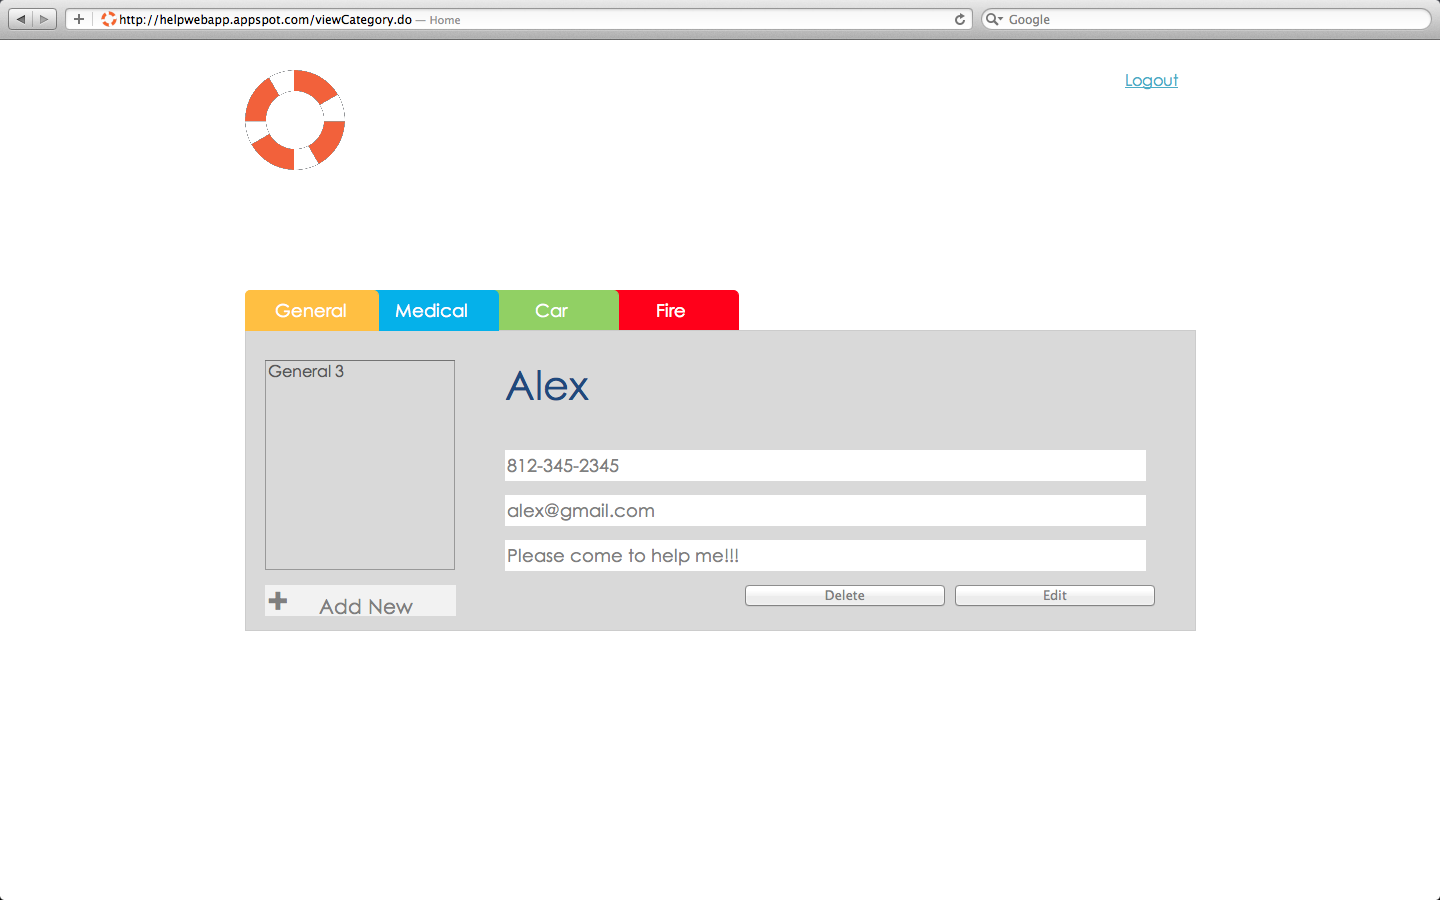 http://helpwebapp.appspot.com/viewCategory.do — Home
Google
Logout
General Medical Car Fire
General 3
Alex
812-345-2345
alex@gmail.com
Please come to help me!!!
Add New
Delete Edit